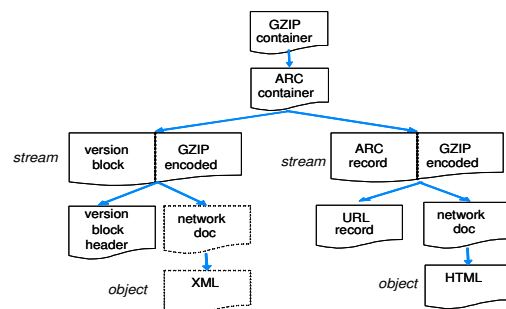 GZIP
container
ARC
container
stream
version
block
GZIP
encoded
stream
ARC
record
GZIP
encoded
version
block
header
network
doc
URL
record
network
doc
object
XML
object
HTML